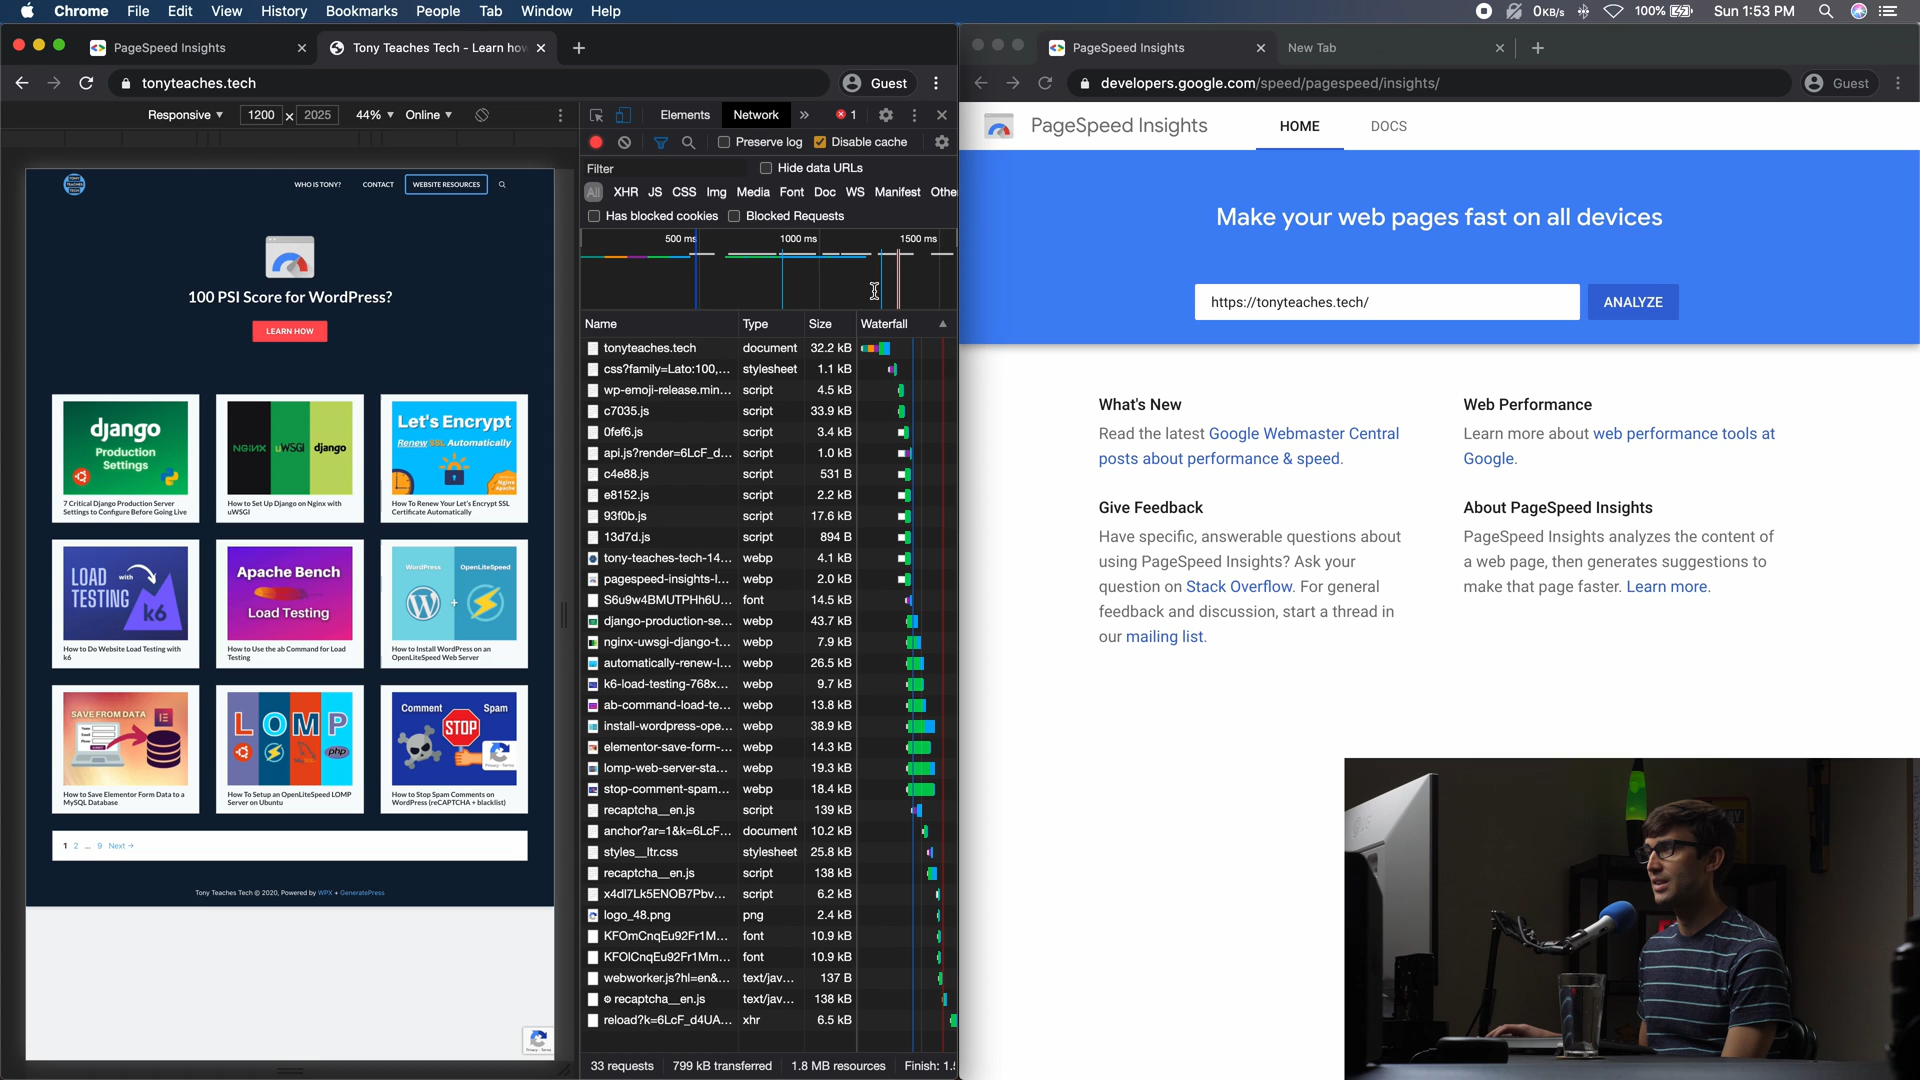 Chrome File Edit View History Bookmarks People Tab Window Help
0KB/s 100% Sun 1:53 PM
PageSpeed Insights
Tony Teaches Tech - Learn how
tonyteaches.tech
Guest
Responsive 1200 × 2025 44% Online
Elements Network » 1
Preserve log Disable cache
Filter
Hide data URLs
All XHR JS CSS Img Media Font Doc WS Manifest Othe
Has blocked cookies Blocked Requests
500 ms 1000 ms 1500 ms
Name Type Size Waterfall
tonyteaches.tech document 32.2 kB
css?family=Lato:100,... stylesheet 1.1 kB
wp-emoji-release.min... script 4.5 kB
c7035.js script 33.9 kB
0fef6.js script 3.4 kB
api.js?render=6LcF_d... script 1.0 kB
c4e88.js script 531 B
e8152.js script 2.2 kB
93f0b.js script 17.6 kB
13d7d.js script 894 B
tony-teaches-tech-14... webp 4.1 kB
pagespeed-insights-l... webp 2.0 kB
S6u9w4BMUTPHh6U... font 14.5 kB
django-production-se... webp 43.7 kB
nginx-uwsgi-django-t... webp 7.9 kB
automatically-renew-l... webp 26.5 kB
k6-load-testing-768x... webp 9.7 kB
ab-command-load-te... webp 13.8 kB
install-wordpress-ope... webp 38.9 kB
elementor-save-form-... webp 14.3 kB
lomp-web-server-sta... webp 19.3 kB
stop-comment-spam... webp 18.4 kB
recaptcha__en.js script 139 kB
anchor?ar=1&k=6LcF... document 10.2 kB
styles__ltr.css stylesheet 25.8 kB
recaptcha__en.js script 138 kB
x4dl7Lk5ENOB7Pbv... script 6.2 kB
logo_48.png png 2.4 kB
KFOmCnqEu92Fr1M... font 10.9 kB
KFOlCnqEu92Fr1Mm... font 10.9 kB
webworker.js?hl=en&... text/jav... 137 B
recaptcha__en.js text/jav... 138 kB
reload?k=6LcF_d4UA... xhr 6.5 kB
33 requests 799 kB transferred 1.8 MB resources Finish: 1.
WHO IS TONY? CONTACT WEBSITE RESOURCES
100 PSI Score for WordPress?
LEARN HOW
django
Production
Settings
7 Critical Django Production Server
Settings to Configure Before Going Live
NGINX uWSGI django
How to Set Up Django on Nginx with
uWSGI
Let's Encrypt
Renew SSL Automatically
Nginx
Apache
How To Renew Your Let's Encrypt SSL
Certificate Automatically
LOAD with
TESTING k6
How to Do Website Load Testing with
k6
Apache Bench
Load Testing
How to Use the ab Command for Load
Testing
WordPress OpenLiteSpeed
+
How to Install WordPress on an
OpenLiteSpeed Web Server
SAVE FROM DATA
How to Save Elementor Form Data to a
MySQL Database
LOMP
php
How To Setup an OpenLiteSpeed LOMP
Server on Ubuntu
Comment Spam
STOP
Privacy - Terms
How to Stop Spam Comments on
WordPress (reCAPTCHA + blacklist)
1 2 … 9 Next →
Tony Teaches Tech © 2020, Powered by WPX + GeneratePress
Privacy - Terms
PageSpeed Insights
New Tab
developers.google.com/speed/pagespeed/insights/
Guest
PageSpeed Insights HOME DOCS
Make your web pages fast on all devices
https://tonyteaches.tech/ ANALYZE
What's New
Read the latest Google Webmaster Central
posts about performance & speed.
Give Feedback
Have specific, answerable questions about
using PageSpeed Insights? Ask your
question on Stack Overflow. For general
feedback and discussion, start a thread in
our mailing list.
Web Performance
Learn more about web performance tools at
Google.
About PageSpeed Insights
PageSpeed Insights analyzes the content of
a web page, then generates suggestions to
make that page faster. Learn more.